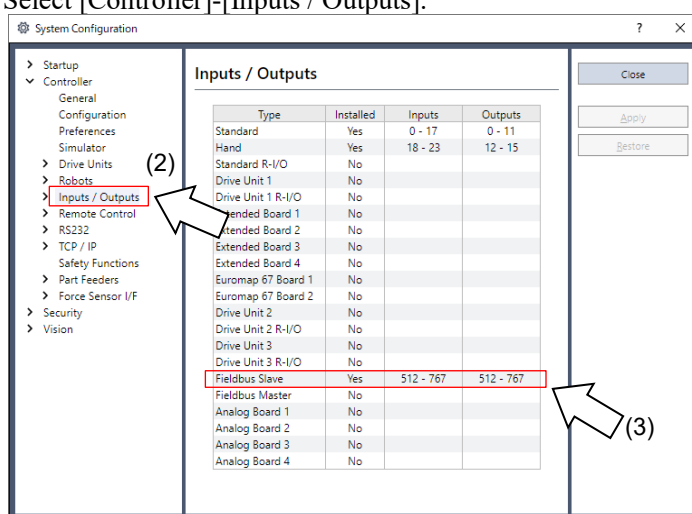 Select [Controller]-[Inputs / Outputs].
System Configuration ? ×
Startup
Controller
General
Configuration
Preferences
Simulator
Drive Units
Robots
Inputs / Outputs
Remote Control
RS232
TCP / IP
Safety Functions
Part Feeders
Force Sensor I/F
Security
Vision
(2)
Inputs / Outputs
Type Installed Inputs Outputs
Standard Yes 0 - 17 0 - 11
Hand Yes 18 - 23 12 - 15
Standard R-I/O No
Drive Unit 1 No
Drive Unit 1 R-I/O No
Extended Board 1 No
Extended Board 2 No
Extended Board 3 No
Extended Board 4 No
Euromap 67 Board 1 No
Euromap 67 Board 2 No
Drive Unit 2 No
Drive Unit 2 R-I/O No
Drive Unit 3 No
Drive Unit 3 R-I/O No
Fieldbus Slave Yes 512 - 767 512 - 767
Fieldbus Master No
Analog Board 1 No
Analog Board 2 No
Analog Board 3 No
Analog Board 4 No
(3)
Close
Apply
Restore